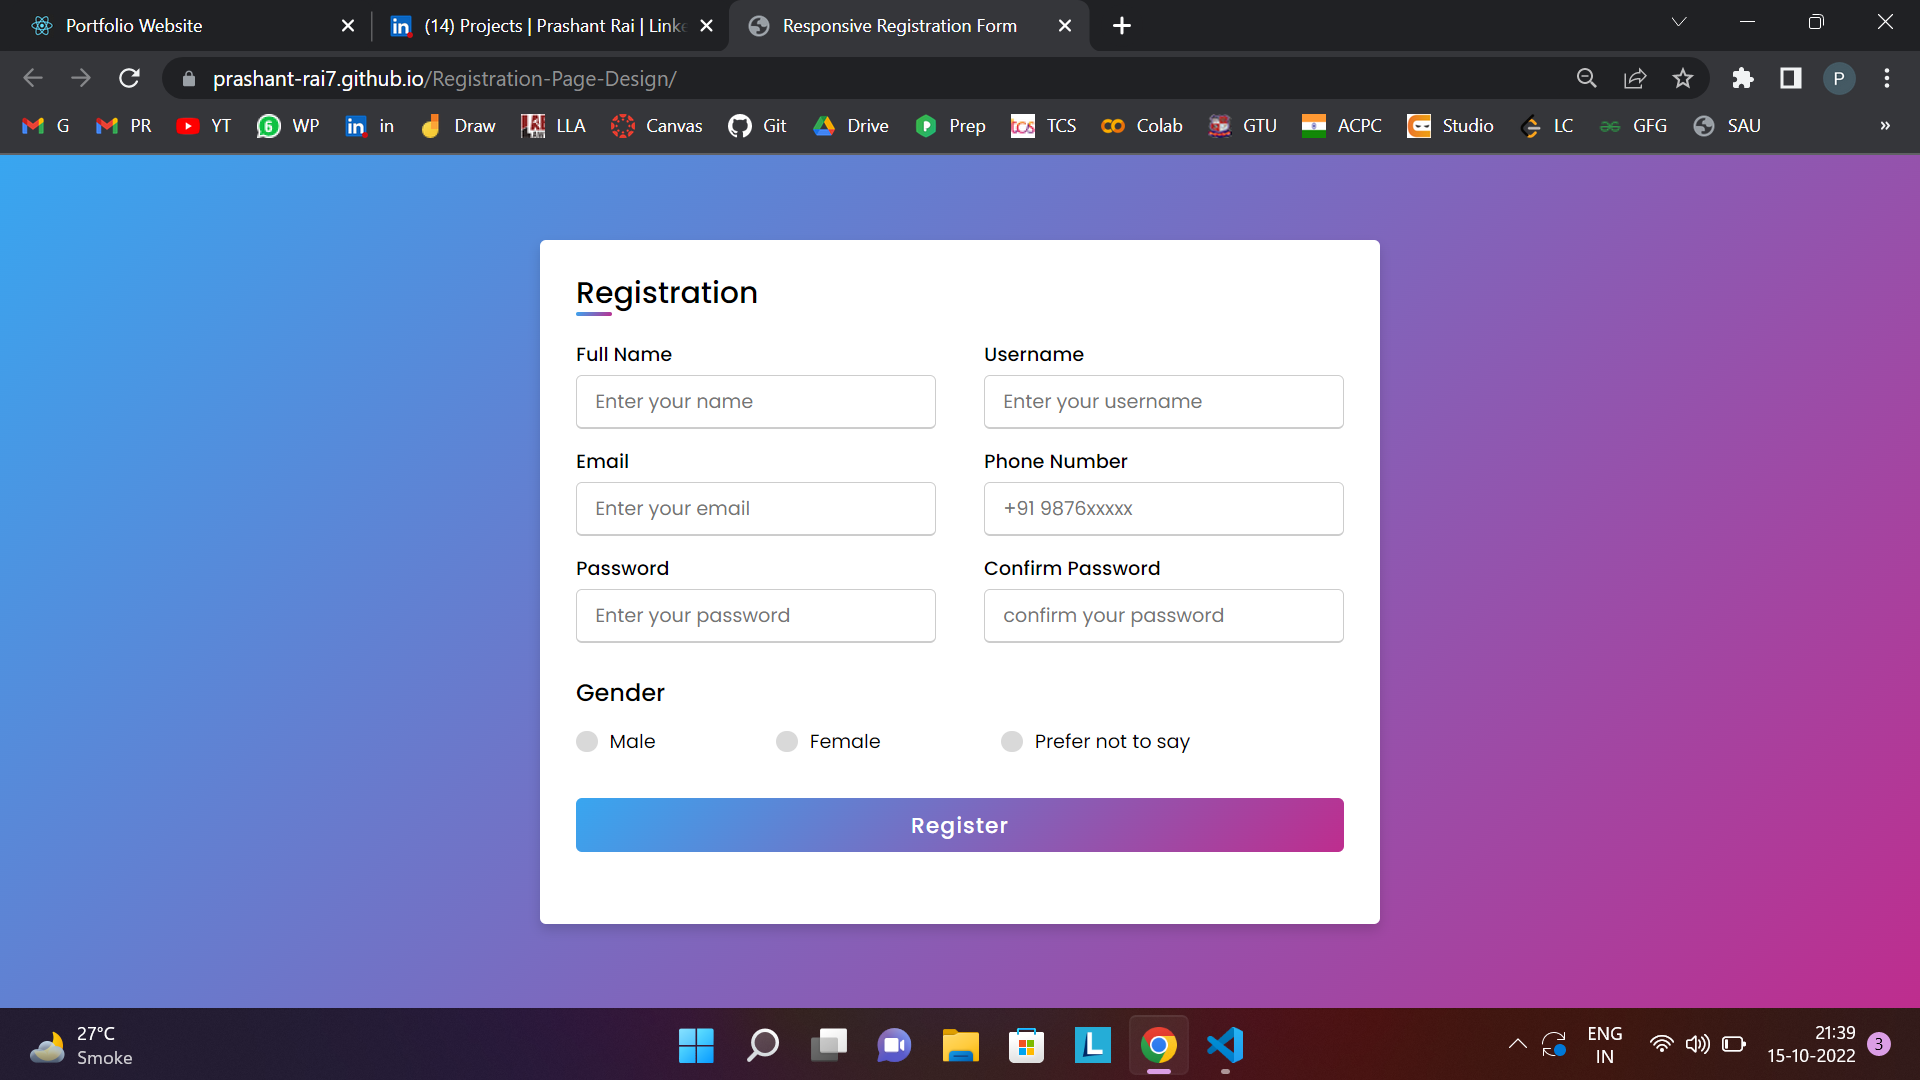 Portfolio Website
(14) Projects | Prashant Rai | Linke
Responsive Registration Form
prashant-rai7.github.io/Registration-Page-Design/
P
G PR YT WP in Draw LLA Canvas Git Drive Prep TCS Colab GTU ACPC Studio LC GFG SAU »
Registration
Full Name Username
Enter your name Enter your username
Email Phone Number
Enter your email +91 9876xxxxx
Password Confirm Password
Enter your password confirm your password
Gender
Male Female Prefer not to say
Register
27°C
Smoke
ENG
IN
21:39
15-10-2022
3